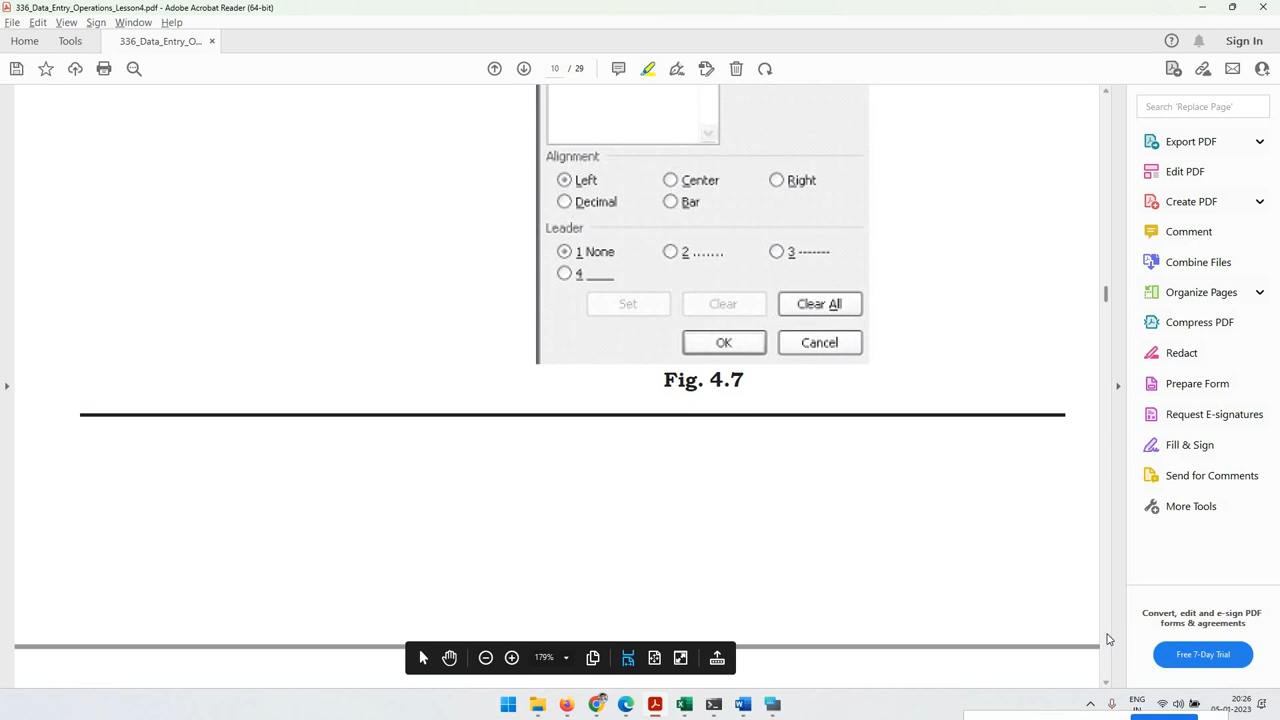 336_Data_Entry_Operations_Lesson4.pdf - Adobe Acrobat Reader (64-bit)
File Edit View Sign Window Help
Home Tools 336_Data_Entry_O... × Sign In
10 / 29
Search 'Replace Page'
Export PDF
Edit PDF
Create PDF
Comment
Combine Files
Organize Pages
Compress PDF
Redact
Prepare Form
Request E-signatures
Fill & Sign
Send for Comments
More Tools
Alignment
Left Center Right
Decimal Bar
Leader
1 None 2 ....... 3 -------
4 ____
Set Clear Clear All
OK Cancel
Fig. 4.7
Convert, edit and e-sign PDF
forms & agreements
Free 7-Day Trial
179%
ENG
IN
20:26
05-01-2023